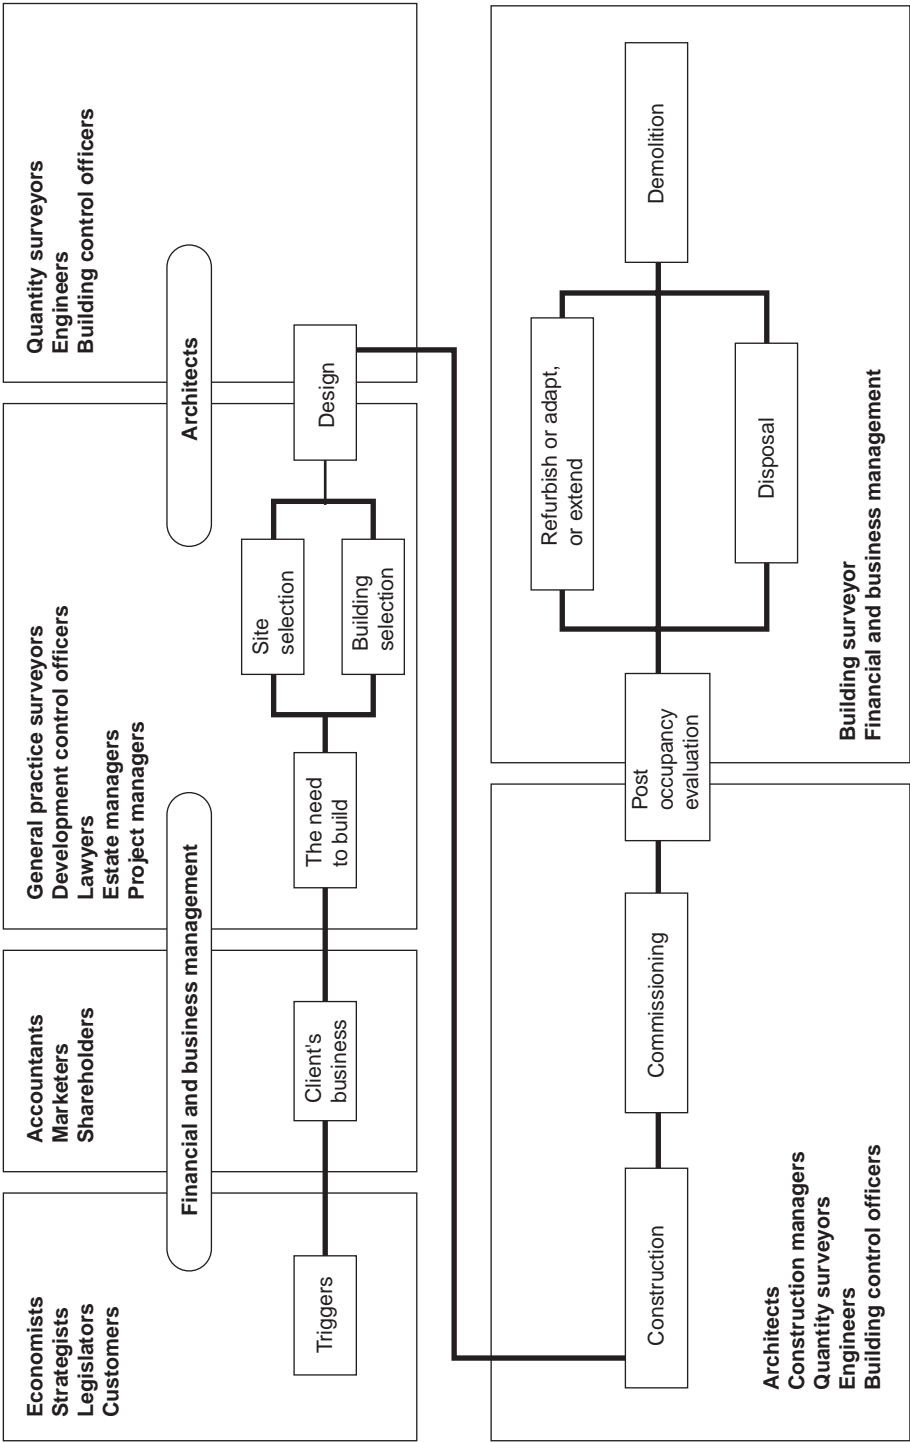 Economists
Strategists
Legislators
Customers
Accountants
Marketers
Shareholders
General practice surveyors
Development control officers
Lawyers
Estate managers
Project managers
Quantity surveyors
Engineers
Building control officers
Financial and business management
Architects
Triggers
Client's
business
The need
to build
Site
selection
Building
selection
Design
Construction
Commissioning
Post
occupancy
evaluation
Refurbish or adapt,
or extend
Disposal
Demolition
Architects
Construction managers
Quantity surveyors
Engineers
Building control officers
Building surveyor
Financial and business management